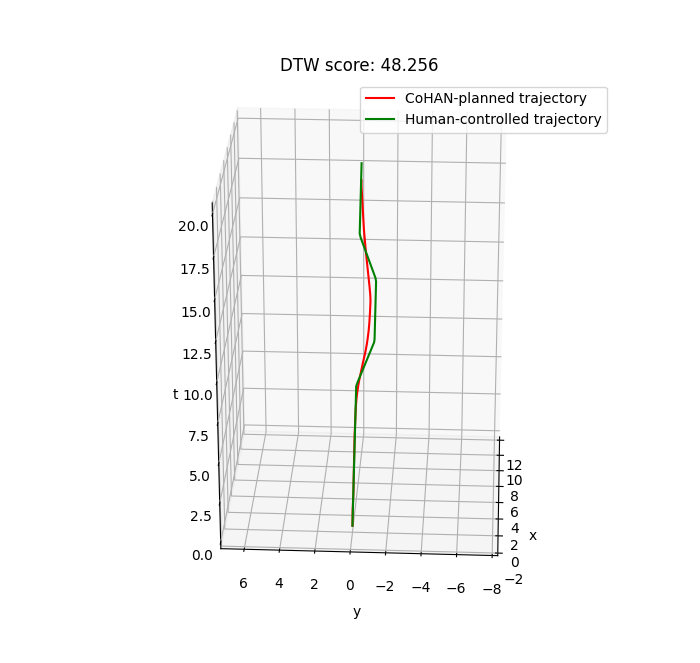 DTW score: 48.256
CoHAN-planned trajectory
Human-controlled trajectory
20.0
17.5
15.0
12.5
t 10.0
7.5
5.0
2.5
0.0
12
10
8
6
4
x
2
0
−2
6 4 2 0 −2 −4 −6 −8
y